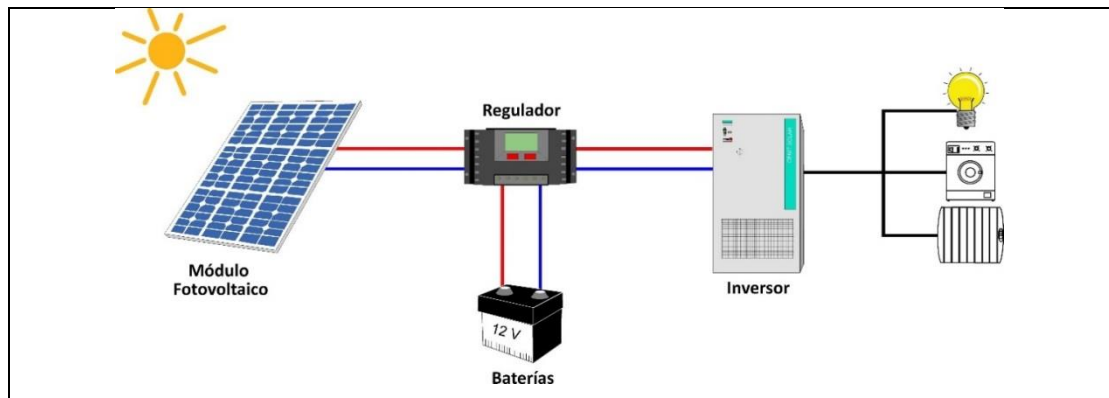 Regulador
Módulo
Fotovoltaico
12 V
Baterías
Inversor